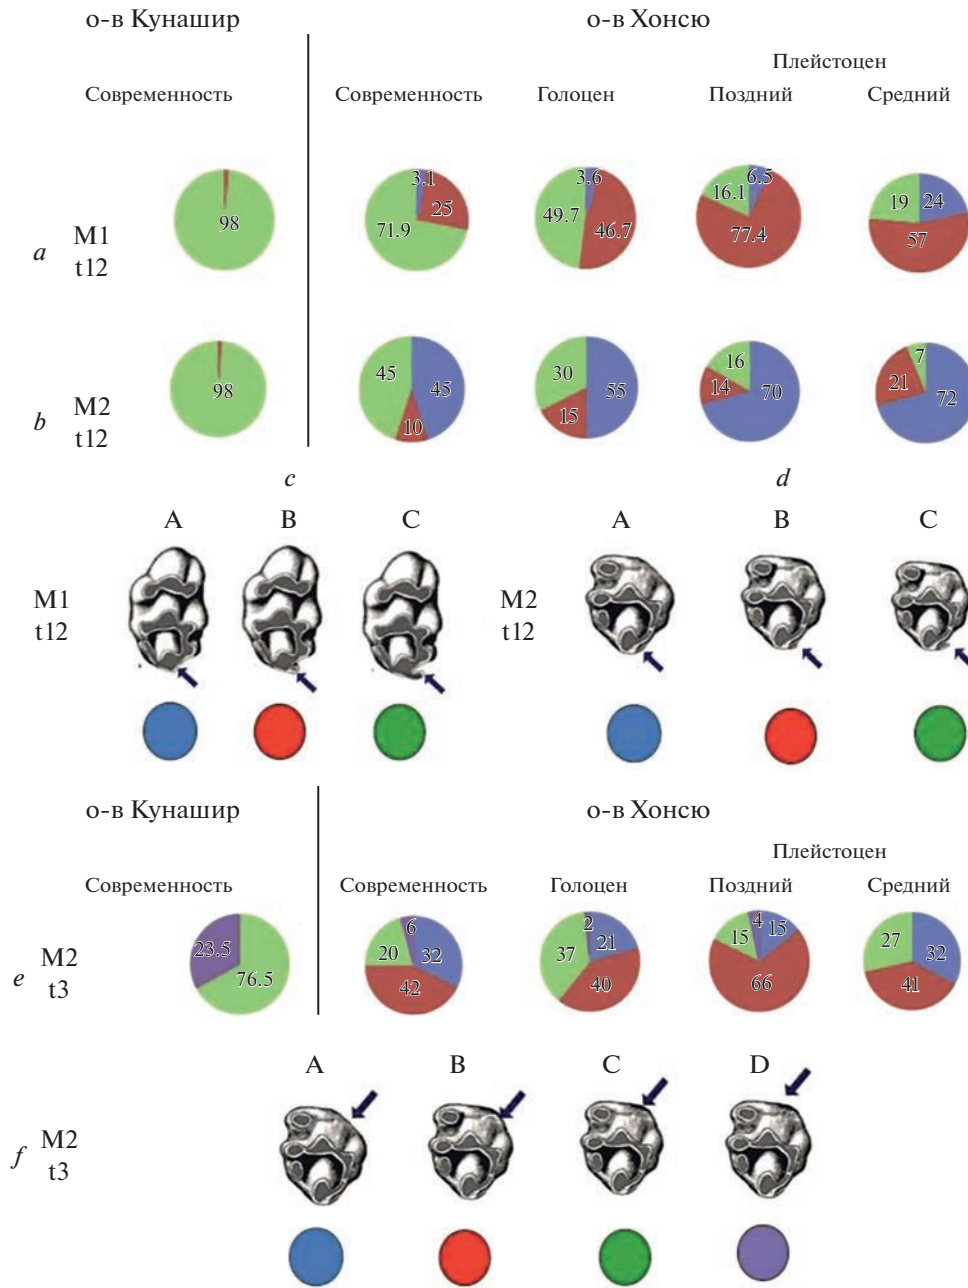 о-в Кунашир о-в Хонсю
Плейстоцен
Современность Современность Голоцен Поздний Средний
a M1 t12 98 3.1 25 71.9 3.6 49.7 46.7 16.1 6.5 77.4 19 24 57
b M2 t12 98 45 45 10 30 55 15 16 14 70 7 21 72
c d
A B C A B C
M1 M2
t12 t12
о-в Кунашир о-в Хонсю
Плейстоцен
Современность Современность Голоцен Поздний Средний
e M2 t3 23.5 76.5 6 20 32 42 2 37 21 40 4 15 15 66 27 32 41
A B C D
f M2
t3